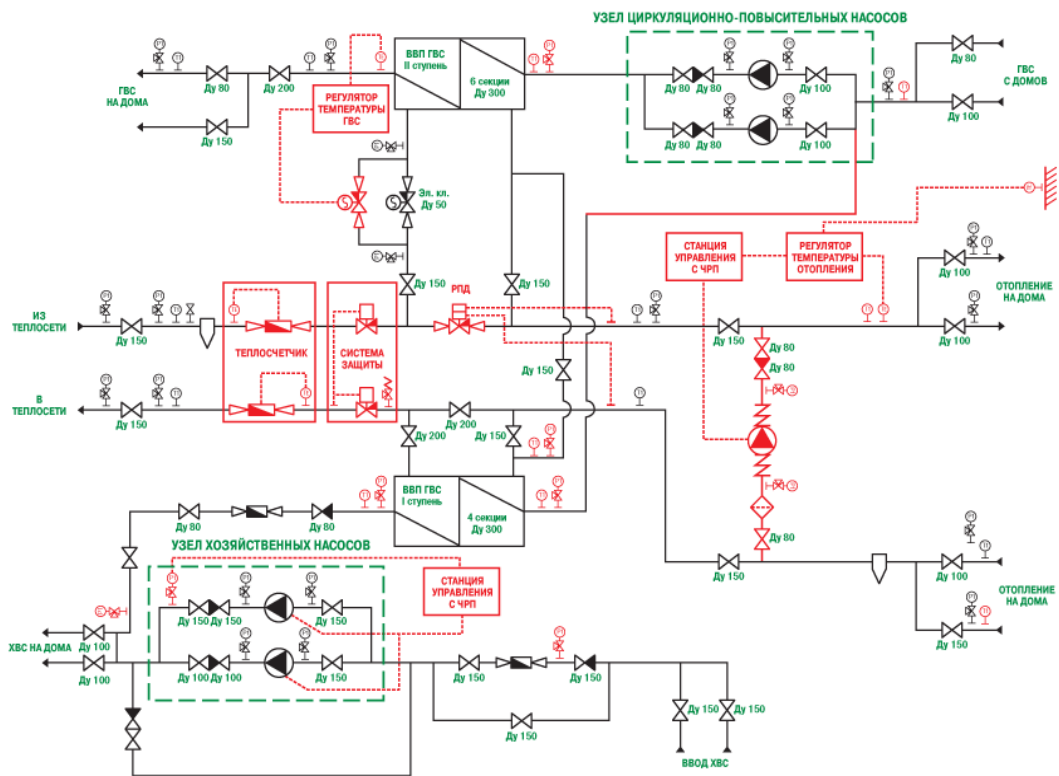 УЗЕЛ ЦИРКУЛЯЦИОННО-ПОВЫСИТЕЛЬНЫХ НАСОСОВ
ГВС
НА ДОМА
Ду 80
Ду 200
Ду 150
РЕГУЛЯТОР
ТЕМПЕРАТУРЫ
ГВС
ВВП ГВС
II ступень
6 секции
Ду 300
Ду 80
Ду 80
Ду 100
Ду 80
Ду 80
Ду 100
Ду 80
Ду 100
ГВС
С ДОМОВ
Эл. кл.
Ду 50
СТАНЦИЯ
УПРАВЛЕНИЯ
С ЧРП
РЕГУЛЯТОР
ТЕМПЕРАТУРЫ
ОТОПЛЕНИЯ
Ду 100
ОТОПЛЕНИЕ
НА ДОМА
Ду 100
ИЗ
ТЕПЛОСЕТИ
Ду 150
ТЕПЛОСЧЕТЧИК
СИСТЕМА
ЗАЩИТЫ
Ду 150
РПД
Ду 150
Ду 150
Ду 150
Ду 80
Ду 80
В
ТЕПЛОСЕТИ
Ду 150
Ду 200
Ду 200
Ду 150
ВВП ГВС
I ступень
4 секции
Ду 300
Ду 80
Ду 80
Ду 80
Ду 150
Ду 100
ОТОПЛЕНИЕ
НА ДОМА
Ду 150
УЗЕЛ ХОЗЯЙСТВЕННЫХ НАСОСОВ
СТАНЦИЯ
УПРАВЛЕНИЯ
С ЧРП
Ду 150
Ду 150
Ду 150
Ду 100
Ду 100
Ду 150
ХВС НА ДОМА
Ду 100
Ду 100
Ду 150
Ду 150
Ду 150
Ду 150
Ду 150
ВВОД ХВС